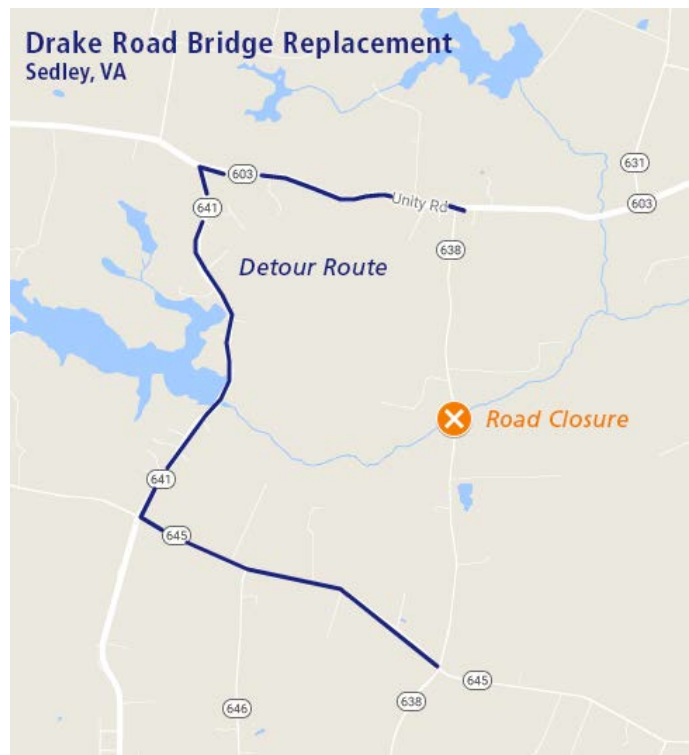 Drake Road Bridge Replacement
Sedley, VA
631
603
603
641
Unity Rd
638
Detour Route
Road Closure
641
645
645
638
646